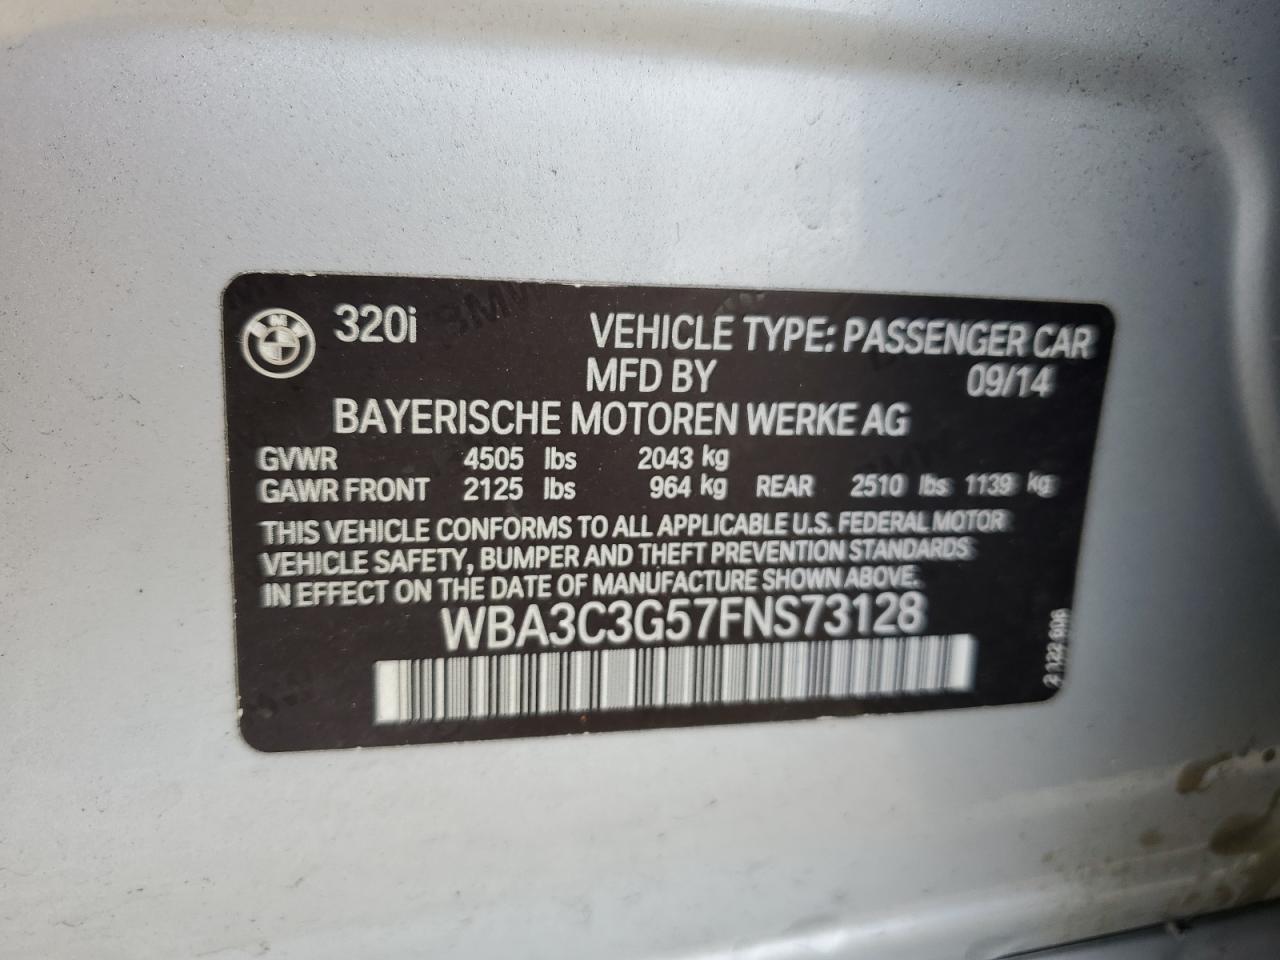 320i
VEHICLE TYPE: PASSENGER CAR
MFD BY 09/14
BAYERISCHE MOTOREN WERKE AG
GVWR 4505 lbs 2043 kg
GAWR FRONT 2125 lbs 964 kg REAR 2510 lbs 1139 kg
THIS VEHICLE CONFORMS TO ALL APPLICABLE U.S. FEDERAL MOTOR
VEHICLE SAFETY, BUMPER AND THEFT PREVENTION STANDARDS
IN EFFECT ON THE DATE OF MANUFACTURE SHOWN ABOVE.
WBA3C3G57FNS73128